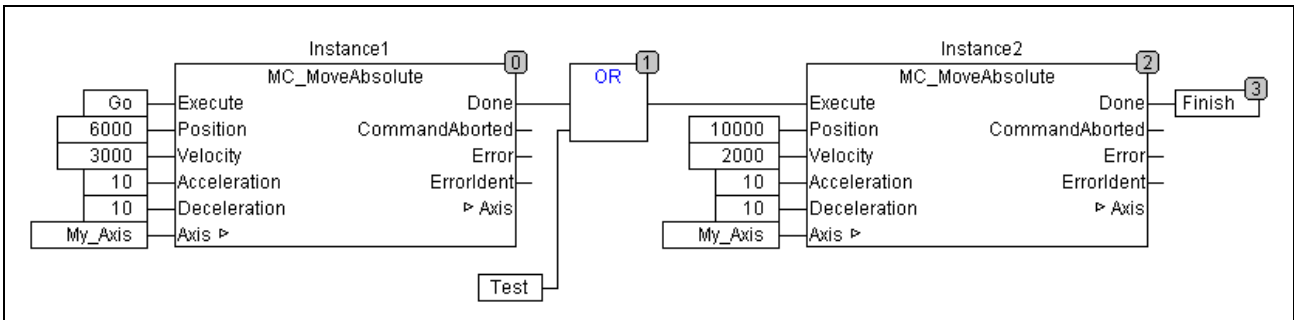 Instance1
0
MC_MoveAbsolute
Go
Execute
Done
6000
Position
CommandAborted
3000
Velocity
Error
10
Acceleration
ErrorIdent
10
Deceleration
Axis
My_Axis
Axis
OR
1
Test
Instance2
2
MC_MoveAbsolute
Execute
Done
Finish
3
10000
Position
CommandAborted
2000
Velocity
Error
10
Acceleration
ErrorIdent
10
Deceleration
Axis
My_Axis
Axis